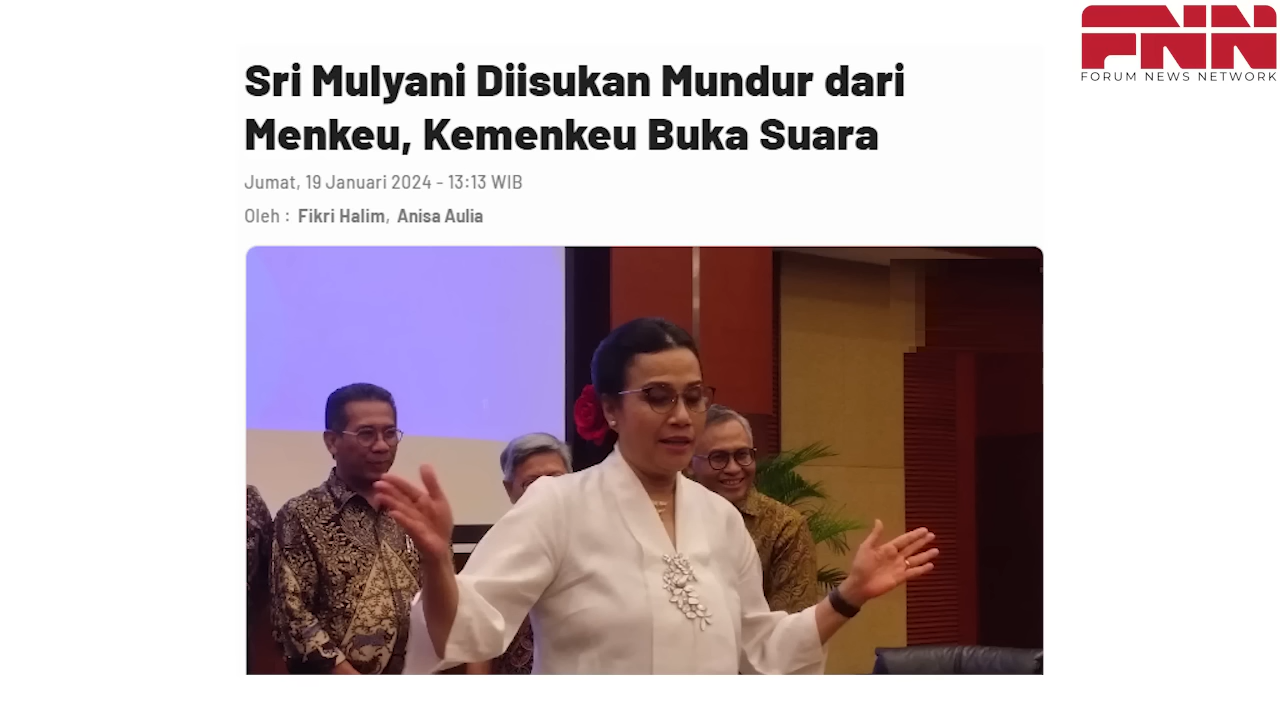 FNN
FORUM NEWS NETWORK
Sri Mulyani Diisukan Mundur dari
Menkeu, Kemenkeu Buka Suara
Jumat, 19 Januari 2024 - 13:13 WIB
Oleh : Fikri Halim, Anisa Aulia